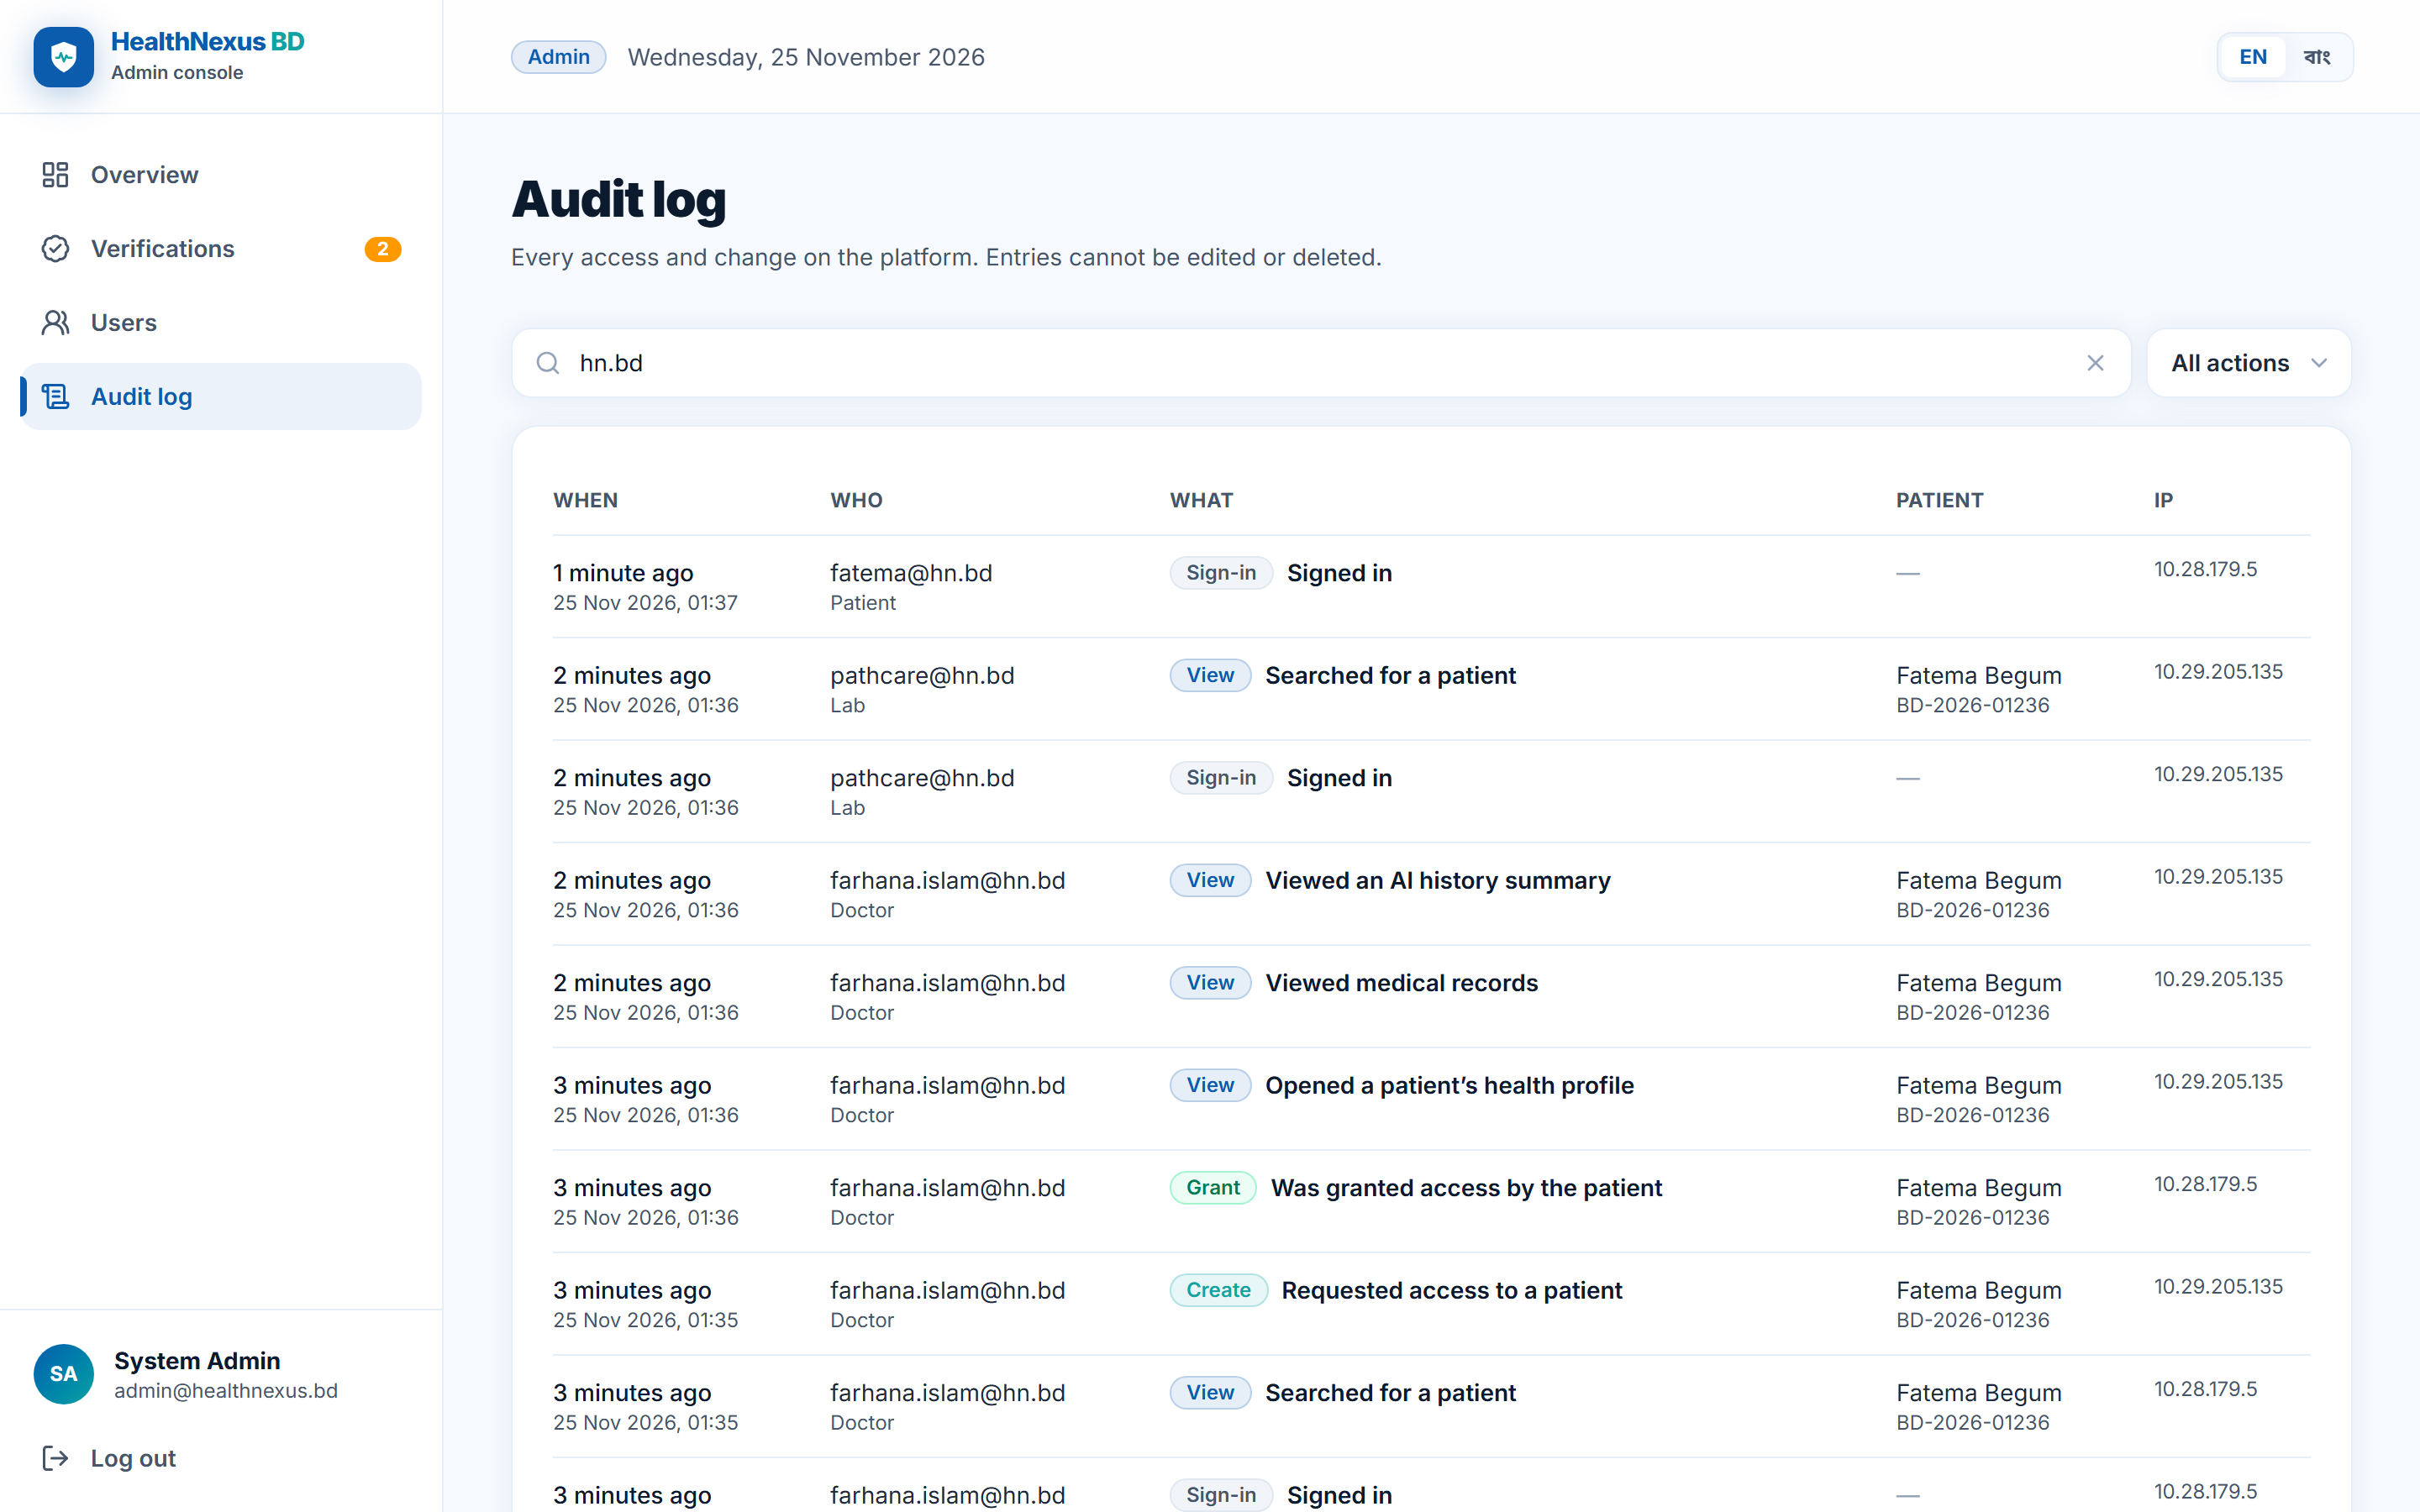 HealthNexus BD
Admin console
Overview
Verifications 2
Users
Audit log
SA
System Admin
admin@healthnexus.bd
Log out
Admin Wednesday, 25 November 2026
EN বাং
Audit log
Every access and change on the platform. Entries cannot be edited or deleted.
hn.bd
All actions
WHEN WHO WHAT PATIENT IP
1 minute ago fatema@hn.bd Sign-in Signed in — 10.28.179.5
25 Nov 2026, 01:37 Patient
2 minutes ago pathcare@hn.bd View Searched for a patient Fatema Begum 10.29.205.135
25 Nov 2026, 01:36 Lab BD-2026-01236
2 minutes ago pathcare@hn.bd Sign-in Signed in — 10.29.205.135
25 Nov 2026, 01:36 Lab
2 minutes ago farhana.islam@hn.bd View Viewed an AI history summary Fatema Begum 10.29.205.135
25 Nov 2026, 01:36 Doctor BD-2026-01236
2 minutes ago farhana.islam@hn.bd View Viewed medical records Fatema Begum 10.29.205.135
25 Nov 2026, 01:36 Doctor BD-2026-01236
3 minutes ago farhana.islam@hn.bd View Opened a patient’s health profile Fatema Begum 10.29.205.135
25 Nov 2026, 01:36 Doctor BD-2026-01236
3 minutes ago farhana.islam@hn.bd Grant Was granted access by the patient Fatema Begum 10.28.179.5
25 Nov 2026, 01:36 Doctor BD-2026-01236
3 minutes ago farhana.islam@hn.bd Create Requested access to a patient Fatema Begum 10.29.205.135
25 Nov 2026, 01:35 Doctor BD-2026-01236
3 minutes ago farhana.islam@hn.bd View Searched for a patient Fatema Begum 10.28.179.5
25 Nov 2026, 01:35 Doctor BD-2026-01236
3 minutes ago farhana.islam@hn.bd Sign-in Signed in — 10.28.179.5